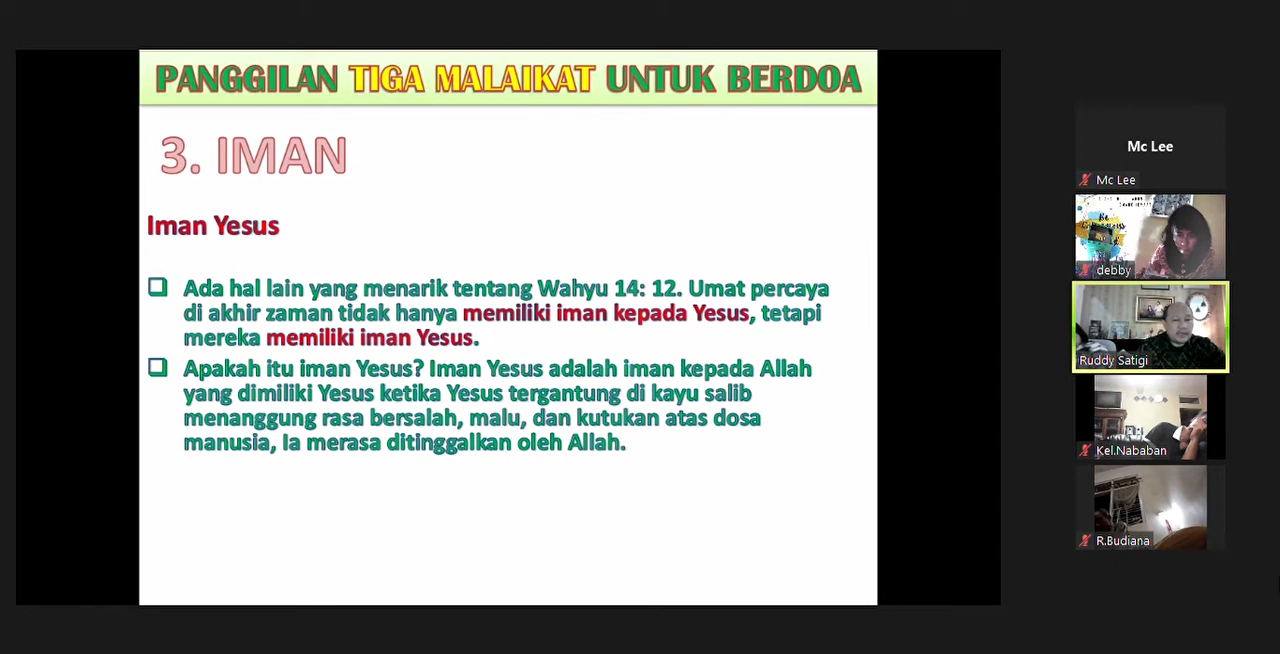 PANGGILAN TIGA MALAIKAT UNTUK BERDOA
3. IMAN
Iman Yesus
Ada hal lain yang menarik tentang Wahyu 14: 12. Umat percaya
di akhir zaman tidak hanya memiliki iman kepada Yesus, tetapi
mereka memiliki iman Yesus.
Apakah itu iman Yesus? Iman Yesus adalah iman kepada Allah
yang dimiliki Yesus ketika Yesus tergantung di kayu salib
menanggung rasa bersalah, malu, dan kutukan atas dosa
manusia, Ia merasa ditinggalkan oleh Allah.
Mc Lee
Mc Lee
debby
Ruddy Satigi
Kel.Nababan
R.Budiana